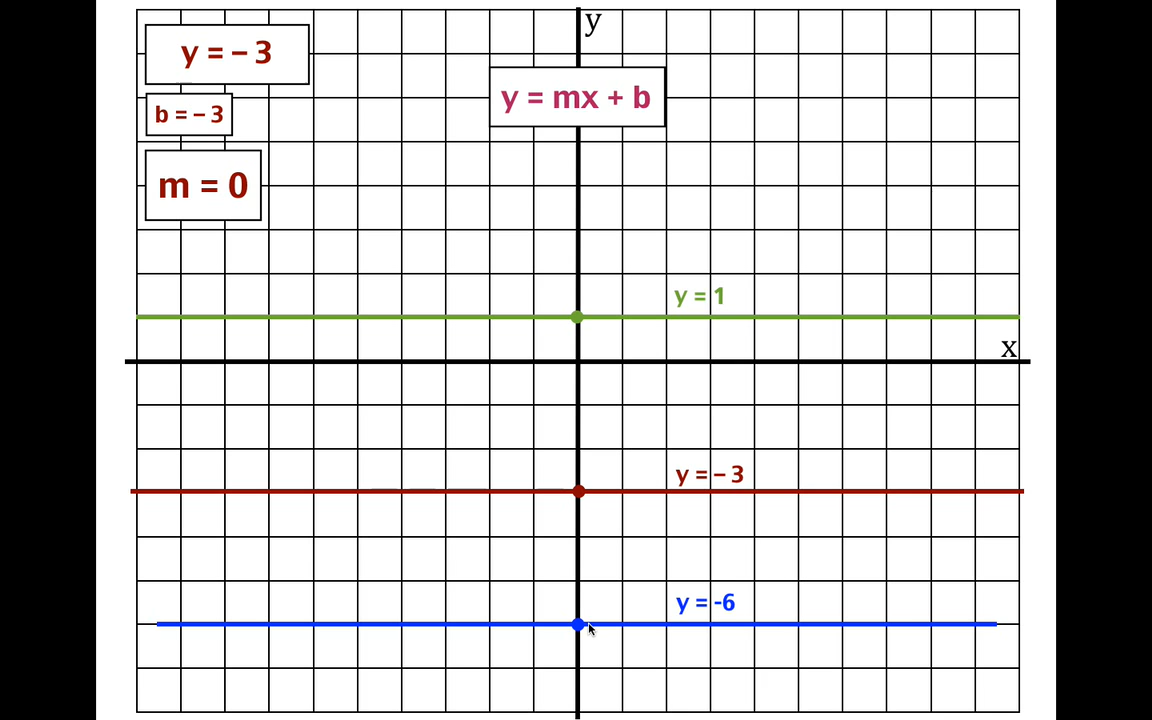 y
y = – 3
y = mx + b
b = – 3
m = 0
y = 1
x
y = – 3
y = -6